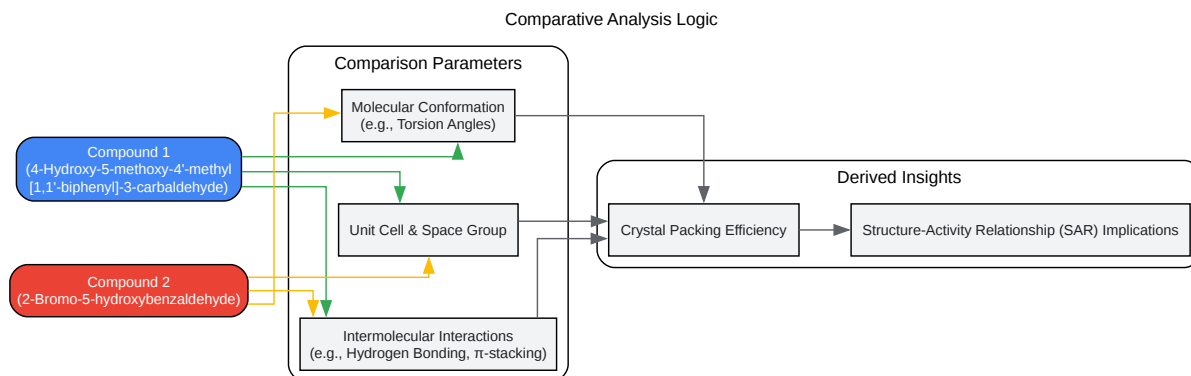 Comparative Analysis Logic
Comparison Parameters
Molecular Conformation
(e.g., Torsion Angles)
Compound 1
(4-Hydroxy-5-methoxy-4'-methyl
[1,1'-biphenyl]-3-carbaldehyde)
Derived Insights
Unit Cell & Space Group
Crystal Packing Efficiency
Structure-Activity Relationship (SAR) Implications
Compound 2
(2-Bromo-5-hydroxybenzaldehyde)
Intermolecular Interactions
(e.g., Hydrogen Bonding, π-stacking)